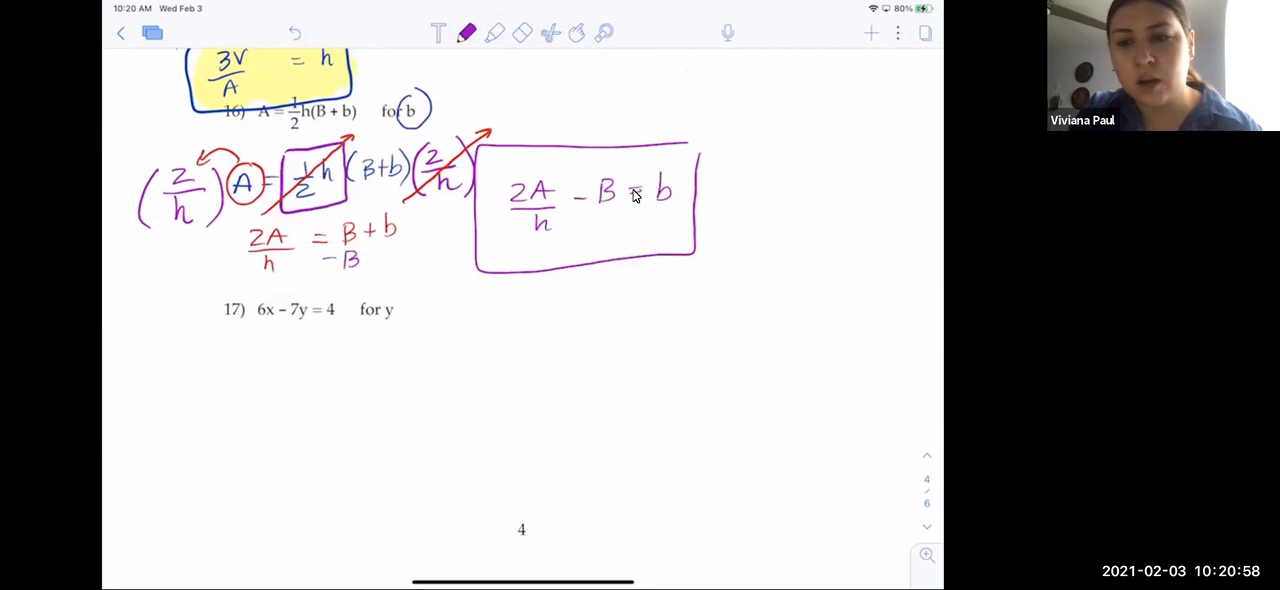 10:20 AM Wed Feb 3
80%
T
3V/A = h
16) A = 1/2 h(B + b) for b
(2/h) A = 1/2 h (B+b) (2/h)
2A/h - B = b
2A/h = B + b
- B
17) 6x – 7y = 4 for y
4
4/6
Viviana Paul
2021-02-03 10:20:58